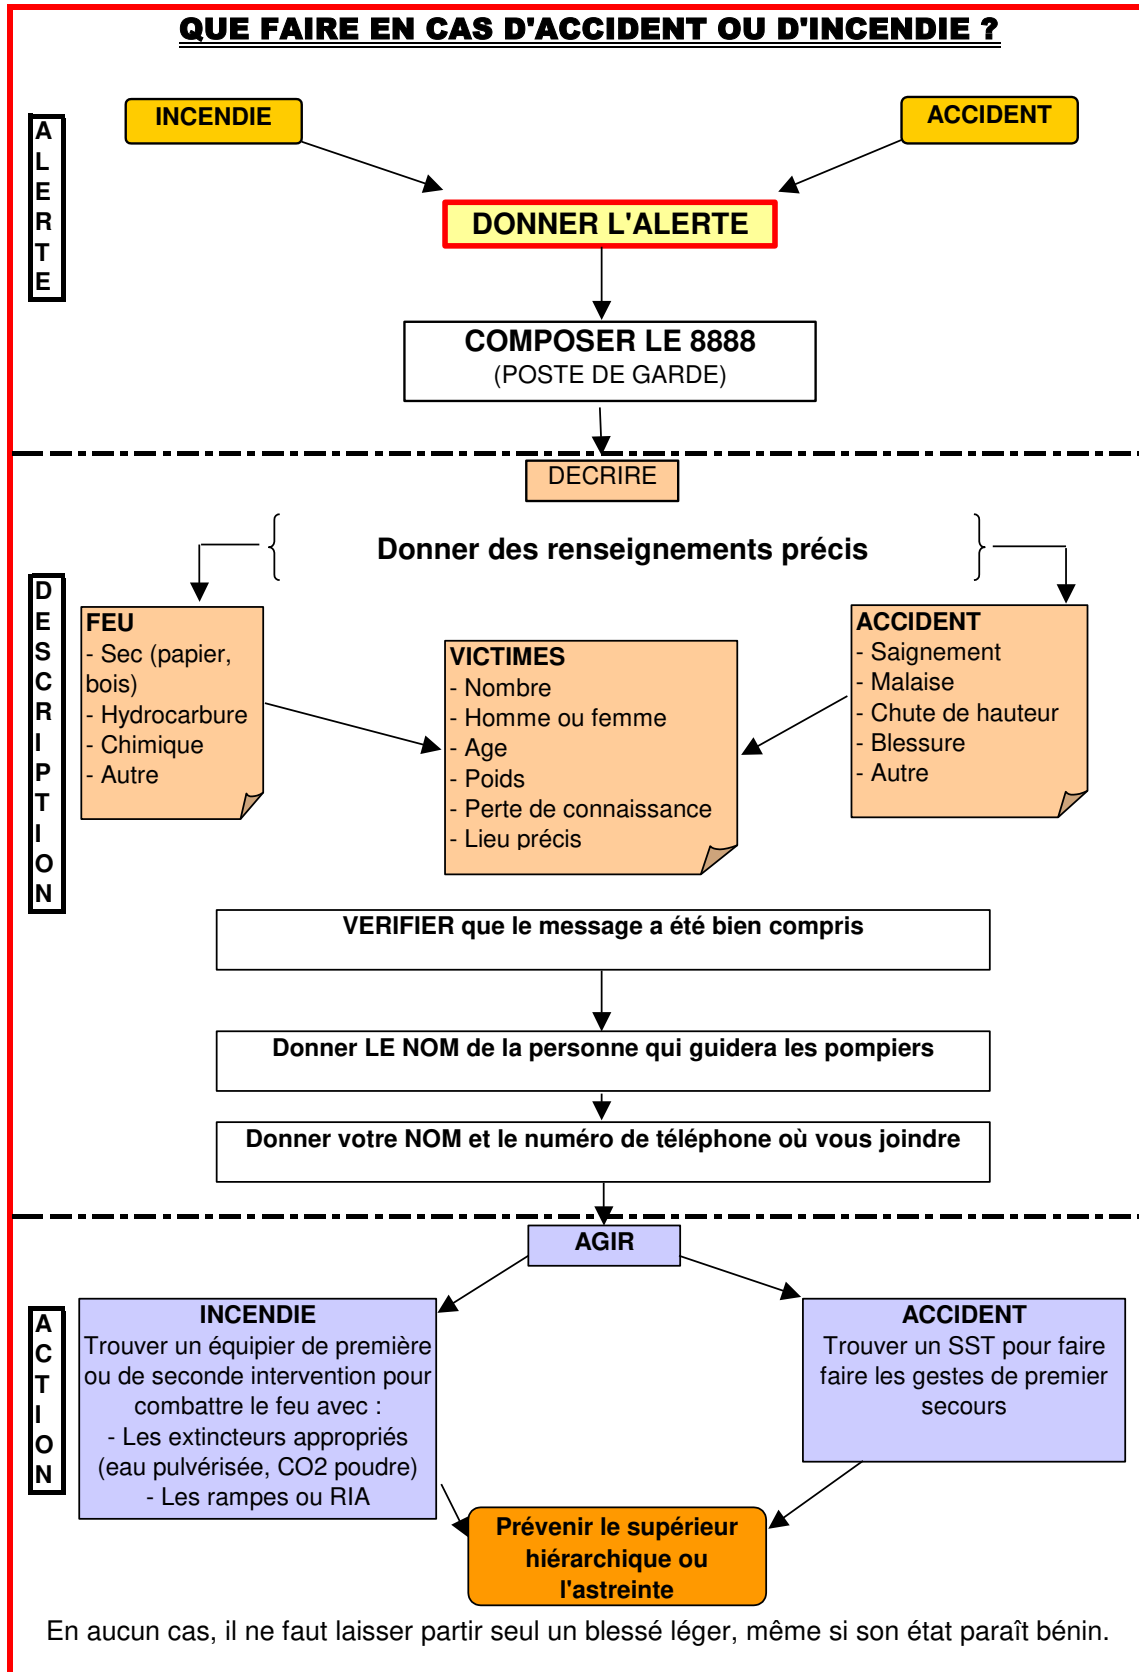 QUE FAIRE EN CAS D'ACCIDENT OU D'INCENDIE ?
ALERTE
INCENDIE
ACCIDENT
DONNER L'ALERTE
COMPOSER LE 8888
(POSTE DE GARDE)
DECRIRE
Donner des renseignements précis
DESCRIPTION
FEU
- Sec (papier,
bois)
- Hydrocarbure
- Chimique
- Autre
VICTIMES
- Nombre
- Homme ou femme
- Age
- Poids
- Perte de connaissance
- Lieu précis
ACCIDENT
- Saignement
- Malaise
- Chute de hauteur
- Blessure
- Autre
VERIFIER que le message a été bien compris
Donner LE NOM de la personne qui guidera les pompiers
Donner votre NOM et le numéro de téléphone où vous joindre
AGIR
ACTION
INCENDIE
Trouver un équipier de première
ou de seconde intervention pour
combattre le feu avec :
- Les extincteurs appropriés
(eau pulvérisée, CO2 poudre)
- Les rampes ou RIA
ACCIDENT
Trouver un SST pour faire
faire les gestes de premier
secours
Prévenir le supérieur
hiérarchique ou
l'astreinte
En aucun cas, il ne faut laisser partir seul un blessé léger, même si son état paraît bénin.